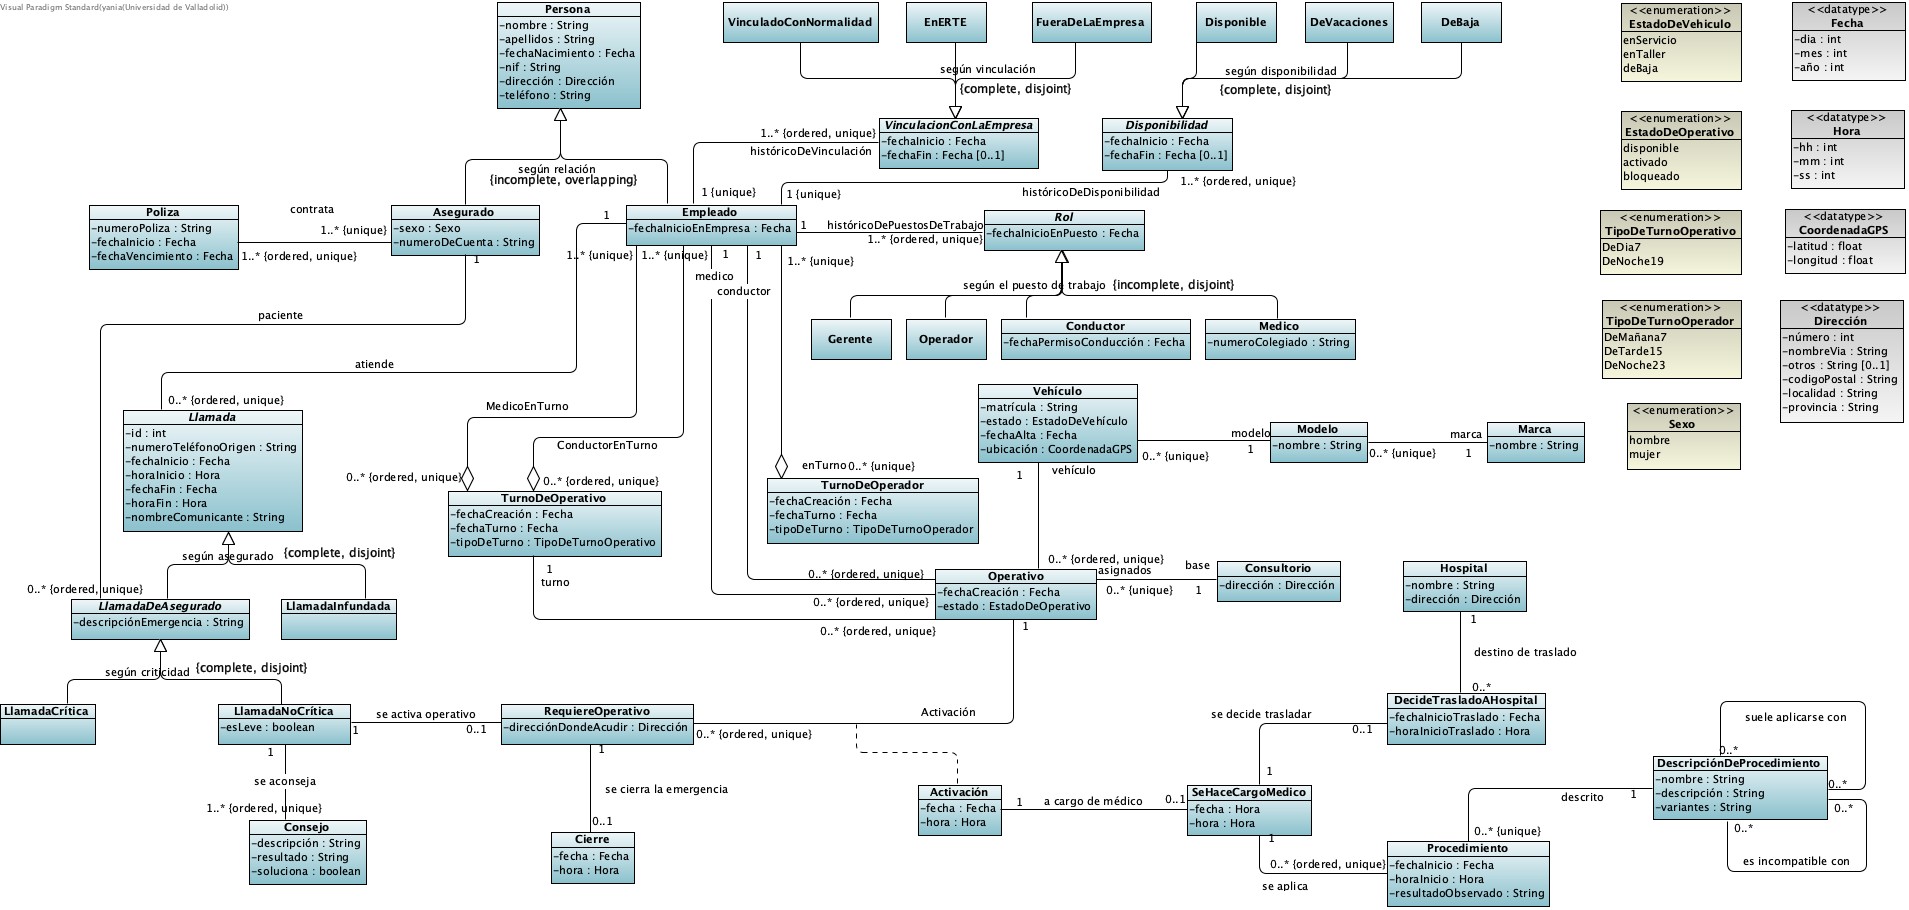 Visual Paradigm Standard(yania(Universidad de Valladolid))
Persona
-nombre : String
-apellidos : String
-fechaNacimiento : Fecha
-nif : String
-dirección : Dirección
-teléfono : String
VinculadoConNormalidad
EnERTE
FueraDeLaEmpresa
Disponible
DeVacaciones
DeBaja
según vinculación
{complete, disjoint}
según disponibilidad
{complete, disjoint}
<<enumeration>>
EstadoDeVehiculo
enServicio
enTaller
deBaja
<<datatype>>
Fecha
-dia : int
-mes : int
-año : int
VinculacionConLaEmpresa
-fechaInicio : Fecha
-fechaFin : Fecha [0..1]
Disponibilidad
-fechaInicio : Fecha
-fechaFin : Fecha [0..1]
1..* {ordered, unique}
históricoDeVinculación
1 {unique}
1 {unique}
históricoDeDisponibilidad
1..* {ordered, unique}
<<enumeration>>
EstadoDeOperativo
disponible
activado
bloqueado
<<datatype>>
Hora
-hh : int
-mm : int
-ss : int
según relación
{incomplete, overlapping}
Poliza
-numeroPoliza : String
-fechaInicio : Fecha
-fechaVencimiento : Fecha
contrata
1..* {unique}
1..* {ordered, unique}
Asegurado
-sexo : Sexo
-numeroDeCuenta : String
1
1
Empleado
-fechaInicioEnEmpresa : Fecha
1
históricoDePuestosDeTrabajo
1..* {ordered, unique}
Rol
-fechaInicioEnPuesto : Fecha
<<enumeration>>
TipoDeTurnoOperativo
DeDia7
DeNoche19
<<datatype>>
CoordenadaGPS
-latitud : float
-longitud : float
1..* {unique}
1..* {unique}
1
1
1..* {unique}
medico
conductor
según el puesto de trabajo
{incomplete, disjoint}
Gerente
Operador
Conductor
-fechaPermisoConducción : Fecha
Medico
-numeroColegiado : String
<<enumeration>>
TipoDeTurnoOperador
DeMañana7
DeTarde15
DeNoche23
<<datatype>>
Dirección
-número : int
-nombreVia : String
-otros : String [0..1]
-codigoPostal : String
-localidad : String
-provincia : String
paciente
atiende
0..* {ordered, unique}
Llamada
-id : int
-numeroTeléfonoOrigen : String
-fechaInicio : Fecha
-horaInicio : Hora
-fechaFin : Fecha
-horaFin : Hora
-nombreComunicante : String
MedicoEnTurno
ConductorEnTurno
0..* {ordered, unique}
0..* {ordered, unique}
TurnoDeOperativo
-fechaCreación : Fecha
-fechaTurno : Fecha
-tipoDeTurno : TipoDeTurnoOperativo
1
turno
enTurno
0..* {unique}
TurnoDeOperador
-fechaCreación : Fecha
-fechaTurno : Fecha
-tipoDeTurno : TipoDeTurnoOperador
Vehículo
-matrícula : String
-estado : EstadoDeVehículo
-fechaAlta : Fecha
-ubicación : CoordenadaGPS
1
vehículo
0..* {unique}
modelo
1
Modelo
-nombre : String
0..* {unique}
marca
1
Marca
-nombre : String
<<enumeration>>
Sexo
hombre
mujer
según asegurado
{complete, disjoint}
0..* {ordered, unique}
LlamadaDeAsegurado
-descripciónEmergencia : String
LlamadaInfundada
0..* {ordered, unique}
0..* {ordered, unique}
0..* {ordered, unique}
0..* {ordered, unique}
asignados
0..* {unique}
base
1
Operativo
-fechaCreación : Fecha
-estado : EstadoDeOperativo
1
Consultorio
-dirección : Dirección
Hospital
-nombre : String
-dirección : Dirección
1
destino de traslado
0..*
según criticidad
{complete, disjoint}
LlamadaCrítica
LlamadaNoCrítica
-esLeve : boolean
1
se activa operativo
0..1
RequiereOperativo
-direcciónDondeAcudir : Dirección
0..* {ordered, unique}
Activación
se decide trasladar
0..1
1
DecideTrasladoAHospital
-fechaInicioTraslado : Fecha
-horaInicioTraslado : Hora
suele aplicarse con
0..*
0..*
DescripciónDeProcedimiento
-nombre : String
-descripción : String
-variantes : String
0..*
0..*
es incompatible con
1
se aconseja
1..* {ordered, unique}
Consejo
-descripción : String
-resultado : String
-soluciona : boolean
1
se cierra la emergencia
0..1
Cierre
-fecha : Fecha
-hora : Hora
Activación
-fecha : Fecha
-hora : Hora
1
a cargo de médico
0..1
SeHaceCargoMedico
-fecha : Hora
-hora : Hora
1
0..* {ordered, unique}
se aplica
descrito
1
0..* {unique}
Procedimiento
-fechaInicio : Fecha
-horaInicio : Hora
-resultadoObservado : String